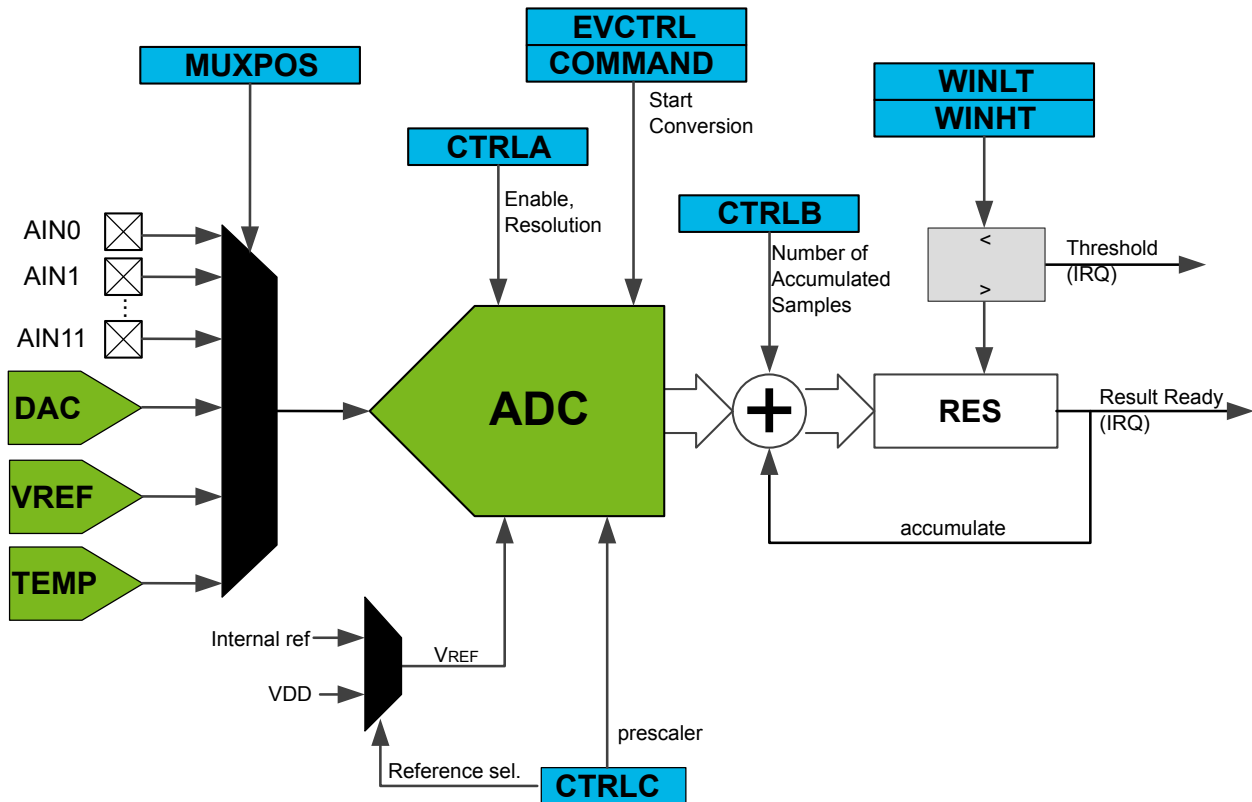 EVCTRL
COMMAND
MUXPOS
WINLT
WINHT
Start
Conversion
CTRLA
Enable,
Resolution
CTRLB
Number of
Accumulated
Samples
<
>
Threshold
(IRQ)
AIN0
AIN1
⋮
AIN11
DAC
VREF
TEMP
ADC
+
RES
Result Ready
(IRQ)
accumulate
Internal ref
VREF
VDD
prescaler
Reference sel.
CTRLC